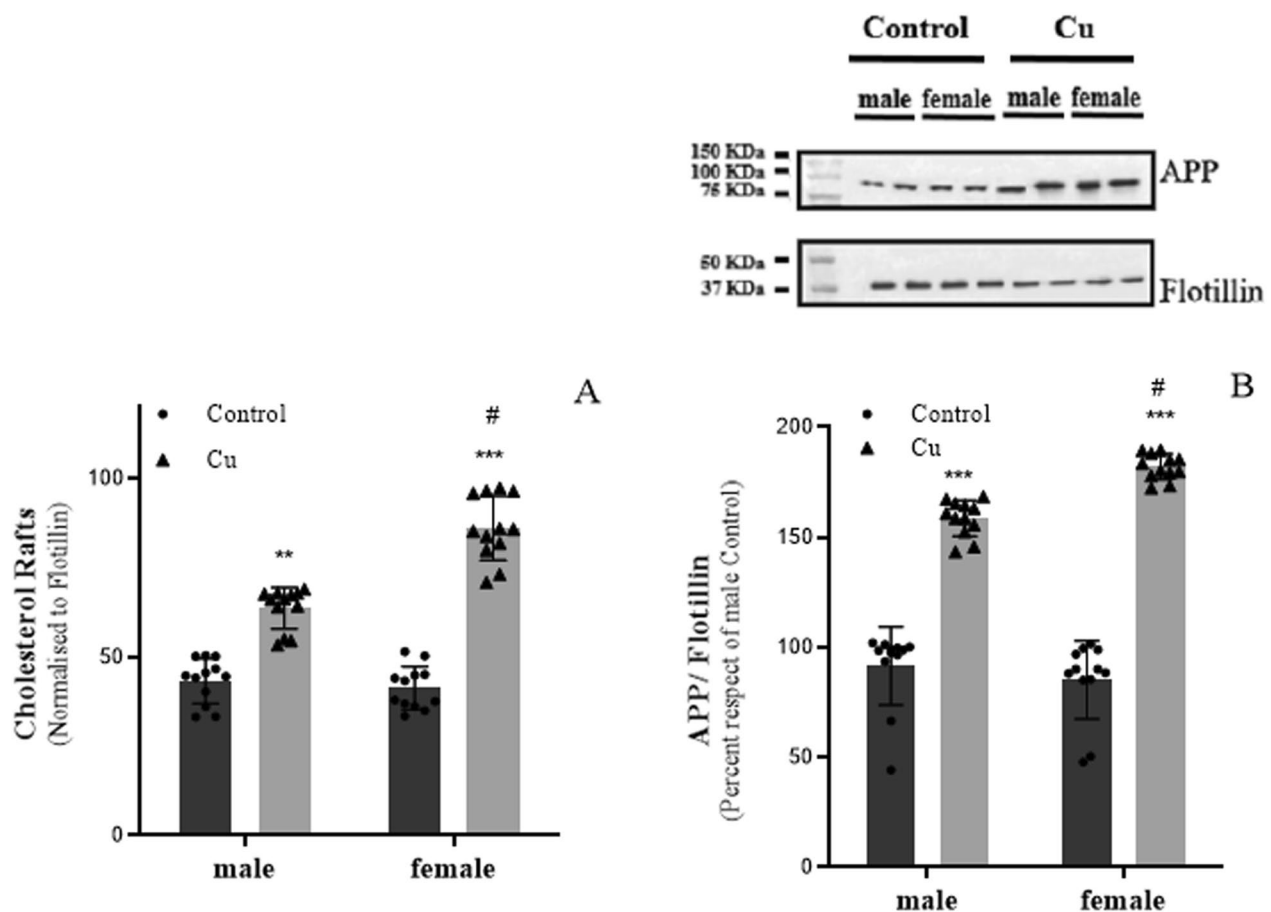 Control Cu
male female male female
150 KDa
100 KDa
75 KDa
APP
50 KDa
37 KDa
Flotillin
A
Control
Cu
#
***
**
100
50
0
Cholesterol Rafts
(Normalised to Flotillin)
male female
B
Control
Cu
#
***
***
200
150
100
50
0
APP/ Flotillin
(Percent respect of male Control)
male female